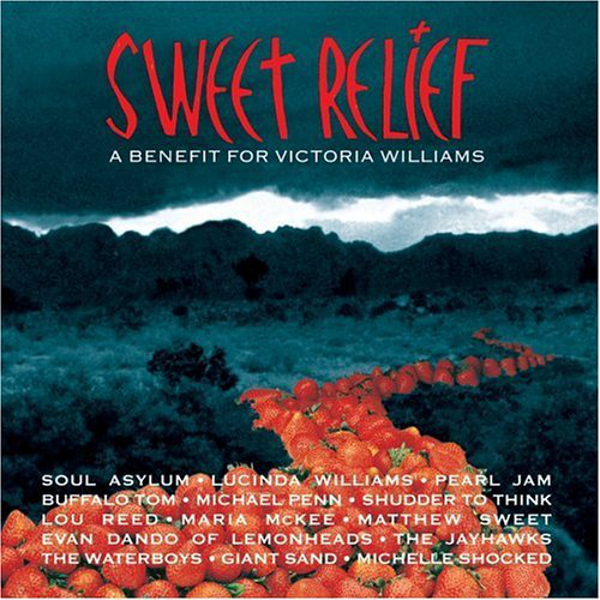 SWEET RELIEF
A BENEFIT FOR VICTORIA WILLIAMS
SOUL ASYLUM • LUCINDA WILLIAMS • PEARL JAM
BUFFALO TOM • MICHAEL PENN • SHUDDER TO THINK
LOU REED • MARIA McKEE • MATTHEW SWEET
EVAN DANDO OF LEMONHEADS • THE JAYHAWKS
THE WATERBOYS • GIANT SAND • MICHELLE SHOCKED